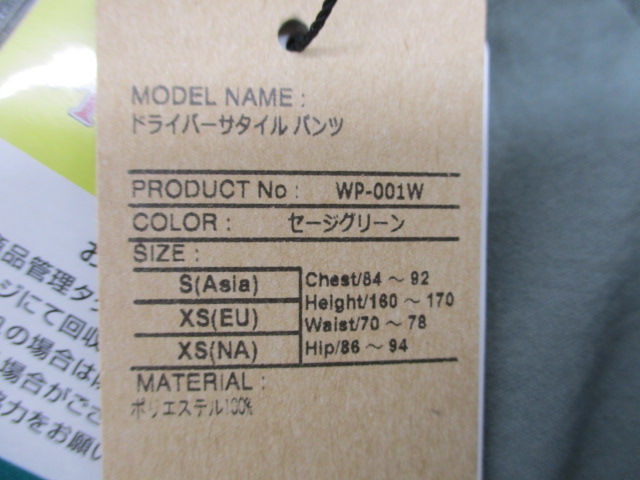 MODEL NAME :
ドライバーサタイル パンツ
PRODUCT No : WP-001W
COLOR : セージグリーン
SIZE :
S(Asia)
XS(EU)
XS(NA)
Chest/84 ～ 92
Height/160 ～ 170
Waist/70 ～ 78
Hip/86 ～ 94
MATERIAL :
ポリエステル100%
お
商品管理タ
ジにて回収
の場合は
場合がござ
力をお願い